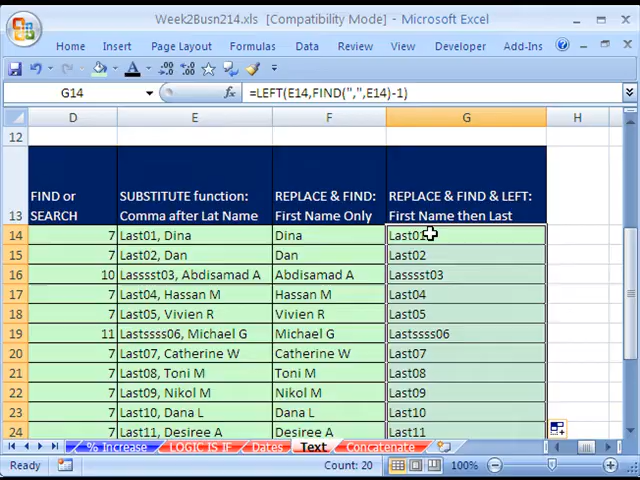 Week2Busn214.xls [Compatibility Mode] - Microsoft Excel
Home Insert Page Layout Formulas Data Review View Developer Add-Ins
G14 fx =LEFT(E14,FIND(",",E14)-1)
D E F G H
12
13 FIND or SEARCH SUBSTITUTE function: Comma after Lat Name REPLACE & FIND: First Name Only REPLACE & FIND & LEFT: First Name then Last
14 7 Last01, Dina Dina Last01
15 7 Last02, Dan Dan Last02
16 10 Lasssst03, Abdisamad A Abdisamad A Lasssst03
17 7 Last04, Hassan M Hassan M Last04
18 7 Last05, Vivien R Vivien R Last05
19 11 Lastssss06, Michael G Michael G Lastssss06
20 7 Last07, Catherine W Catherine W Last07
21 7 Last08, Toni M Toni M Last08
22 7 Last09, Nikol M Nikol M Last09
23 7 Last10, Dana L Dana L Last10
24 7 Last11, Desiree A Desiree A Last11
% Increase LOGIC IS IF Dates Text Concatenate
Ready Count: 20 100%